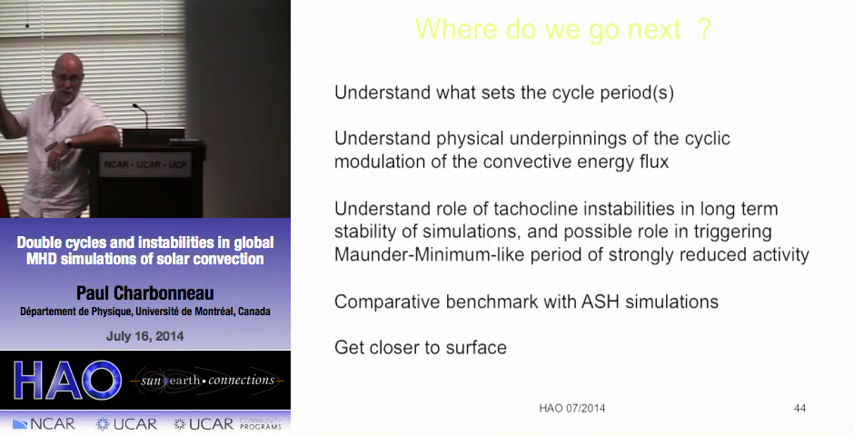 Where do we go next ?
Understand what sets the cycle period(s)
Understand physical underpinnings of the cyclic
modulation of the convective energy flux
Understand role of tachocline instabilities in long term
stability of simulations, and possible role in triggering
Maunder-Minimum-like period of strongly reduced activity
Comparative benchmark with ASH simulations
Get closer to surface
HAO 07/2014
44
NCAR - UCAR - UCP
Double cycles and instabilities in global
MHD simulations of solar convection
Paul Charbonneau
Département de Physique, Université de Montréal, Canada
July 16, 2014
HAO
sun earth • connections
NCAR
UCAR
UCAR
COMMUNITY
PROGRAMS